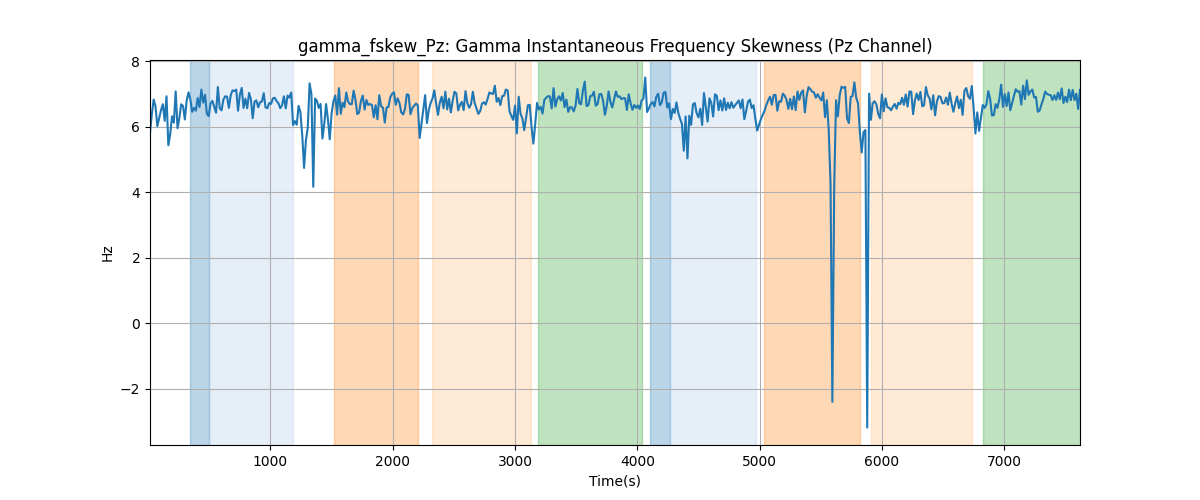 gamma_fskew_Pz: Gamma Instantaneous Frequency Skewness (Pz Channel)
8
6
4
2
0
−2
Hz
1000 2000 3000 4000 5000 6000 7000
Time(s)